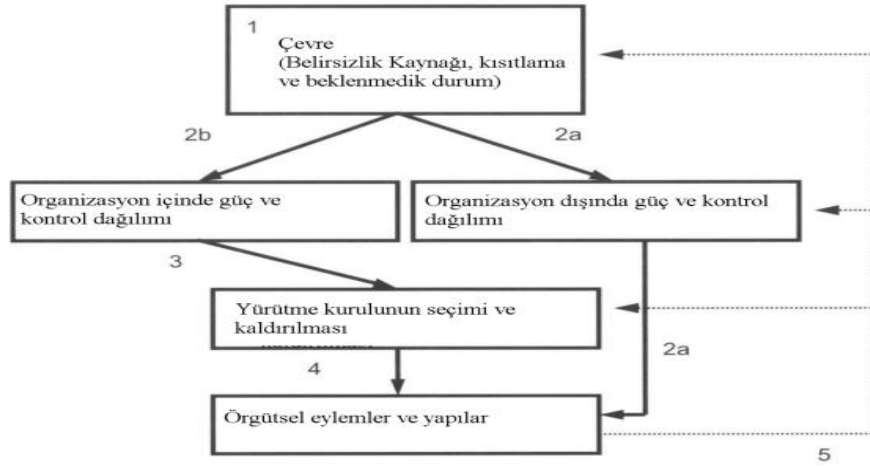 1
Çevre
(Belirsizlik Kaynağı, kısıtlama
ve beklenmedik durum)
2b
2a
Organizasyon içinde güç ve
kontrol dağılımı
Organizasyon dışında güç ve kontrol
dağılımı
3
Yürütme kurulunun seçimi ve
kaldırılması
4
2a
Örgütsel eylemler ve yapılar
5